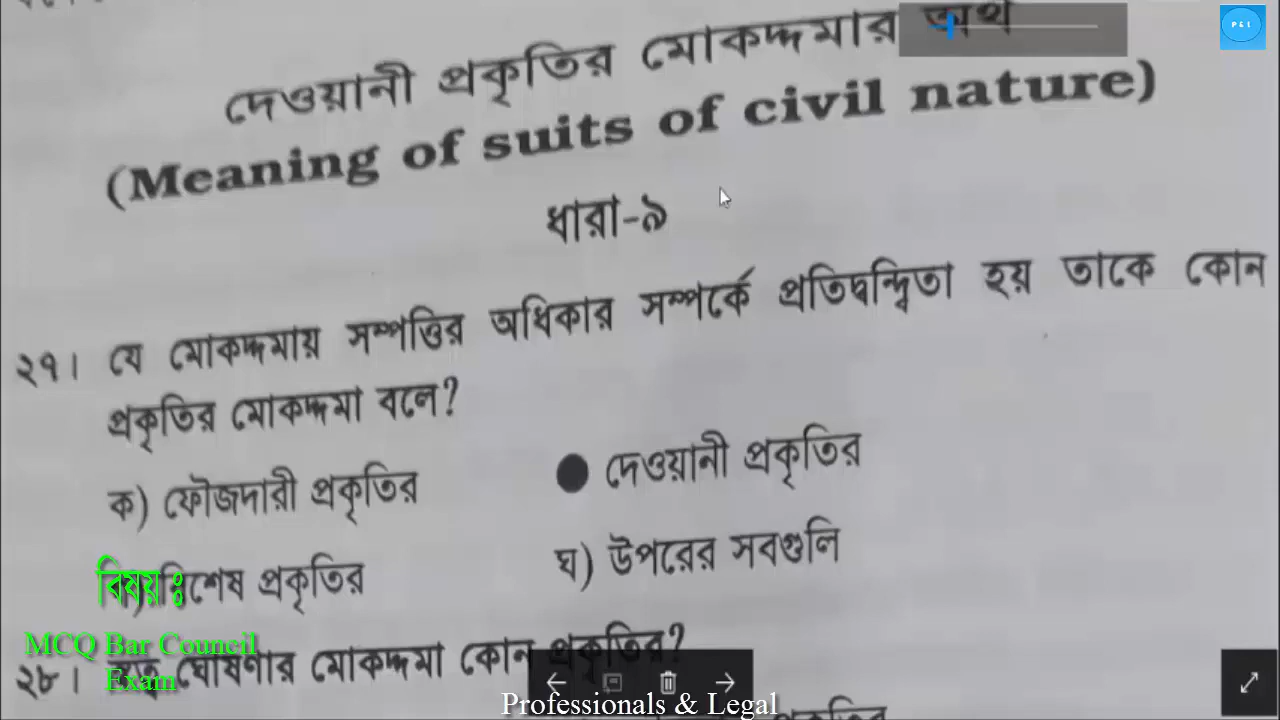 দেওয়ানী প্রকৃতির মোকদ্দমার অর্থ
P & L
(Meaning of suits of civil nature)
ধারা-৯
২৭। যে মোকদ্দমায় সম্পত্তির অধিকার সম্পর্কে প্রতিদ্বন্দ্বিতা হয় তাকে কোন
প্রকৃতির মোকদ্দমা বলে?
ক) ফৌজদারী প্রকৃতির
দেওয়ানী প্রকৃতির
বিশেষ প্রকৃতির
ঘ) উপরের সবগুলি
বিষয় ঃ
MCQ Bar Council
Exam
২৮। স্বত্ব ঘোষণার মোকদ্দমা কোন প্রকৃতির?
Professionals & Legal